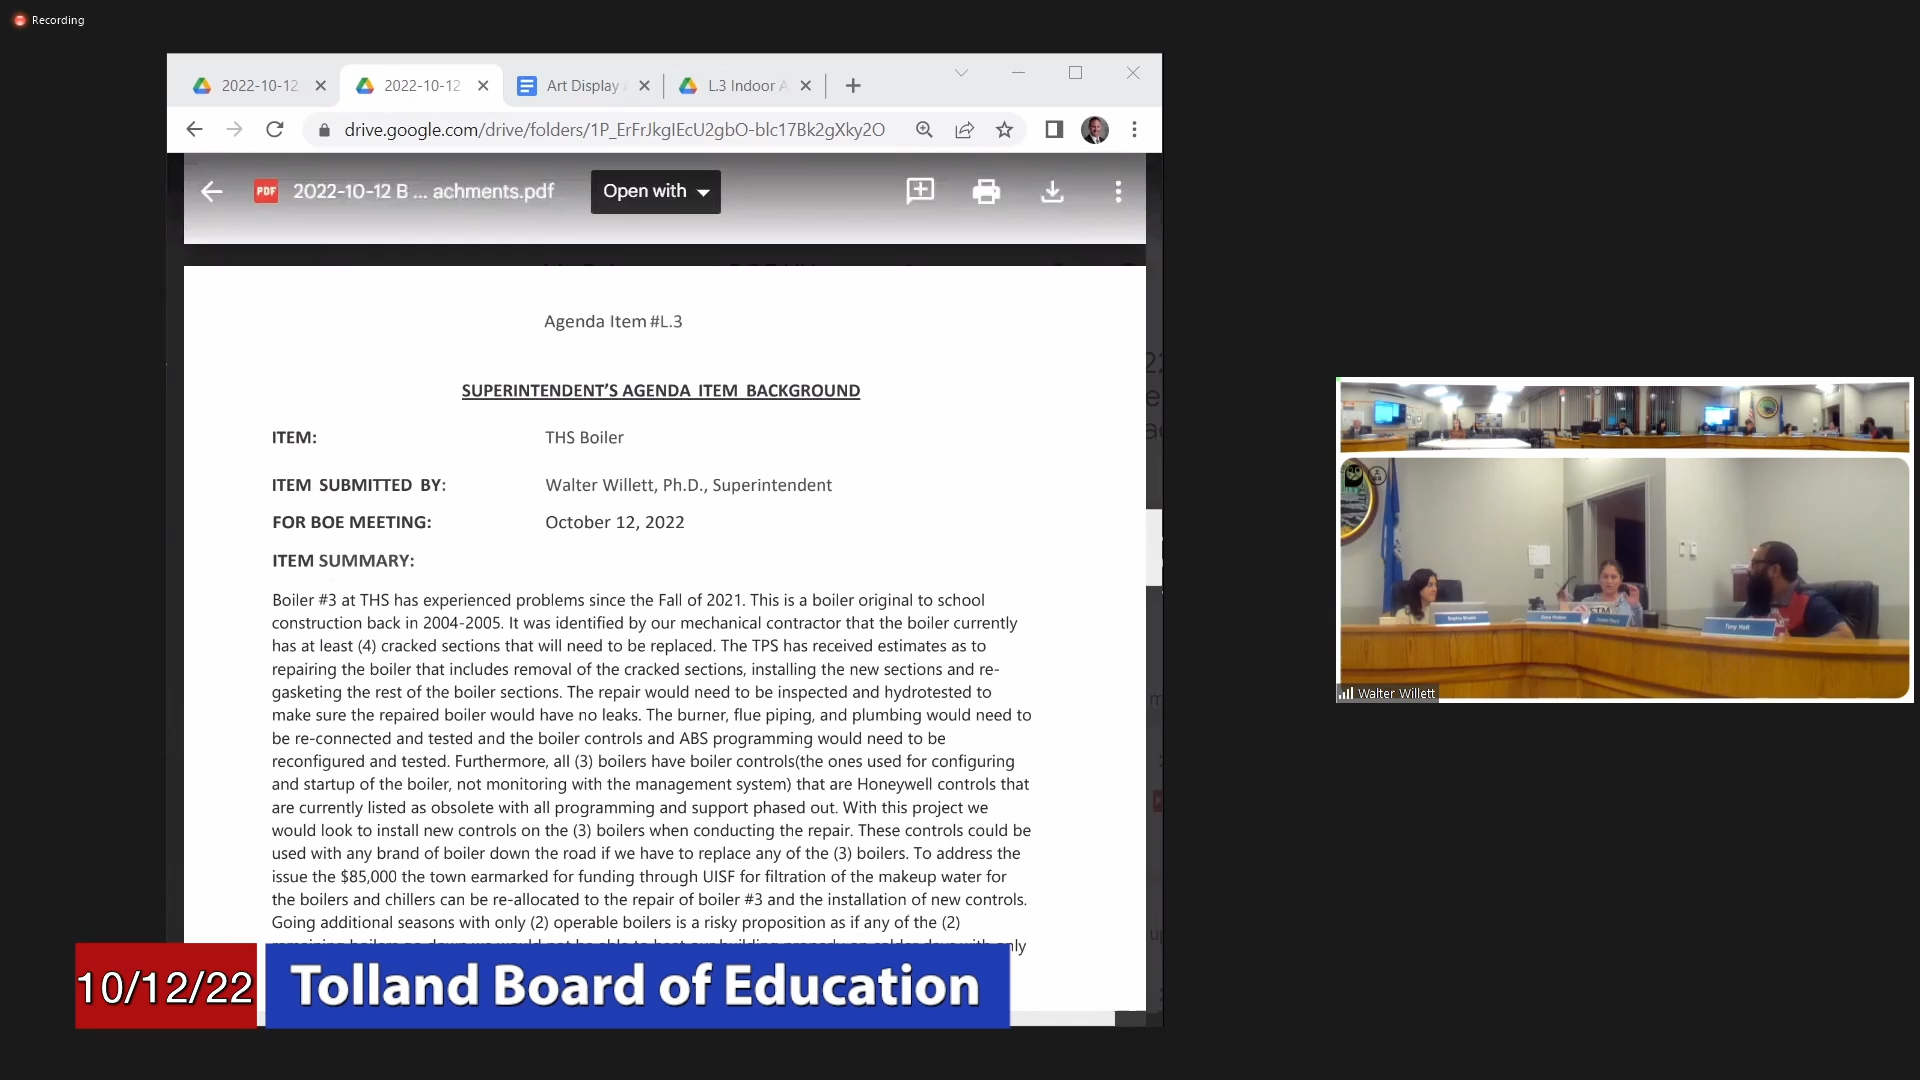 Recording
2022-10-12
2022-10-12
Art Display
L.3 Indoor A
drive.google.com/drive/folders/1P_ErFrJkgIEcU2gbO-blc17Bk2gXky2O
PDF
2022-10-12 B ... achments.pdf
Open with
Agenda Item #L.3
SUPERINTENDENT'S AGENDA ITEM BACKGROUND
ITEM: THS Boiler
ITEM SUBMITTED BY: Walter Willett, Ph.D., Superintendent
FOR BOE MEETING: October 12, 2022
ITEM SUMMARY:
Boiler #3 at THS has experienced problems since the Fall of 2021. This is a boiler original to school
construction back in 2004-2005. It was identified by our mechanical contractor that the boiler currently
has at least (4) cracked sections that will need to be replaced. The TPS has received estimates as to
repairing the boiler that includes removal of the cracked sections, installing the new sections and re-
gasketing the rest of the boiler sections. The repair would need to be inspected and hydrotested to
make sure the repaired boiler would have no leaks. The burner, flue piping, and plumbing would need to
be re-connected and tested and the boiler controls and ABS programming would need to be
reconfigured and tested. Furthermore, all (3) boilers have boiler controls(the ones used for configuring
and startup of the boiler, not monitoring with the management system) that are Honeywell controls that
are currently listed as obsolete with all programming and support phased out. With this project we
would look to install new controls on the (3) boilers when conducting the repair. These controls could be
used with any brand of boiler down the road if we have to replace any of the (3) boilers. To address the
issue the $85,000 the town earmarked for funding through UISF for filtration of the makeup water for
the boilers and chillers can be re-allocated to the repair of boiler #3 and the installation of new controls.
Going additional seasons with only (2) operable boilers is a risky proposition as if any of the (2)
10/12/22
Tolland Board of Education
Tony Holt
Walter Willett